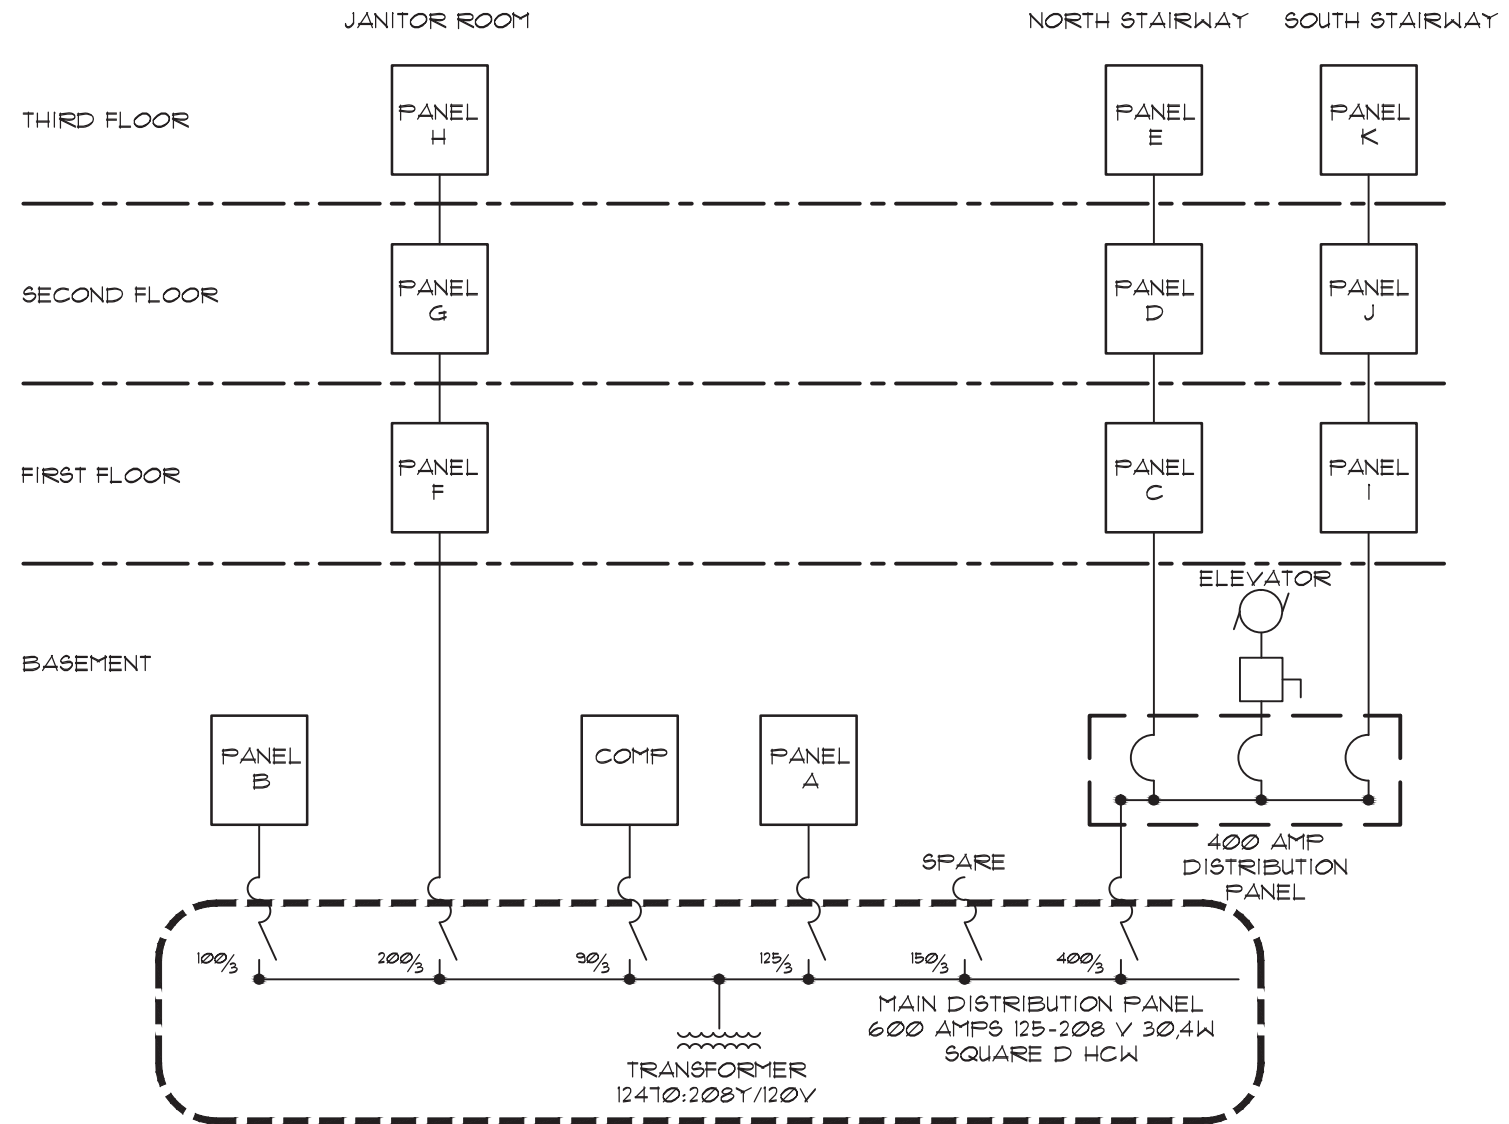 JANITOR ROOM
NORTH STAIRWAY
SOUTH STAIRWAY
THIRD FLOOR
PANEL
H
PANEL
E
PANEL
K
SECOND FLOOR
PANEL
G
PANEL
D
PANEL
J
FIRST FLOOR
PANEL
F
PANEL
C
PANEL
I
ELEVATOR
BASEMENT
PANEL
B
COMP
PANEL
A
400 AMP
DISTRIBUTION
PANEL
SPARE
100/3
200/3
90/3
125/3
150/3
400/3
MAIN DISTRIBUTION PANEL
600 AMPS 125-208 V 3Ø,4W
SQUARE D HCW
TRANSFORMER
12470:208Y/120V